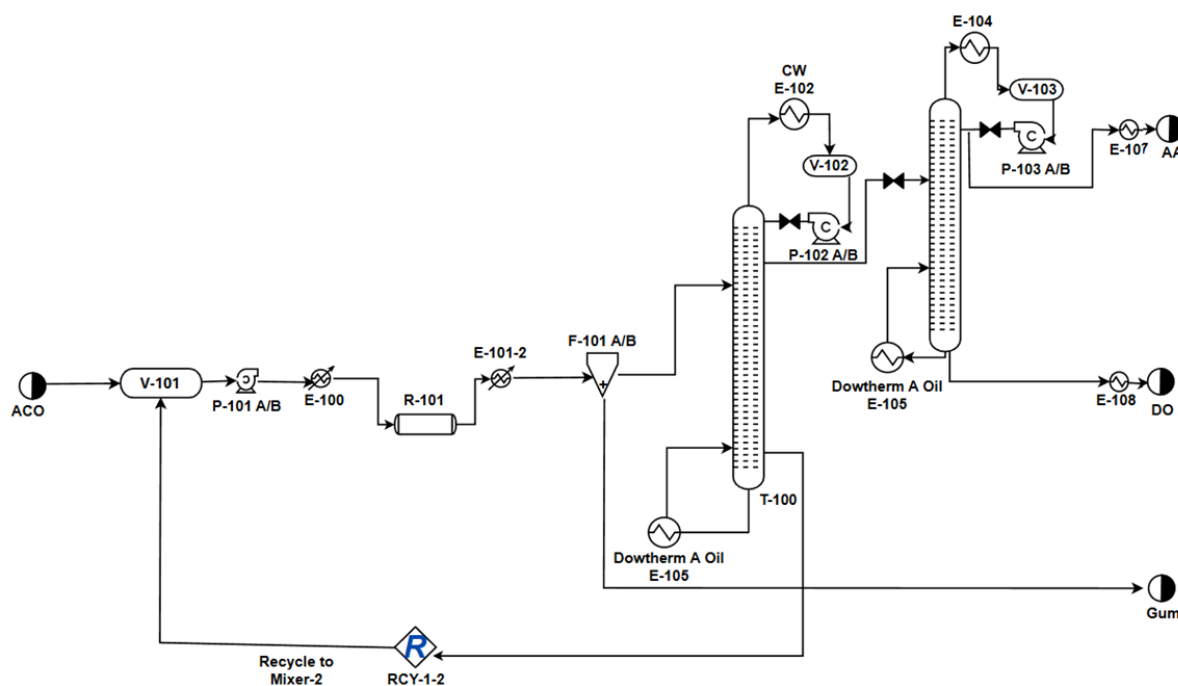 E-104
CW
E-102
V-103
P-103 A/B
E-107
AA
V-102
P-102 A/B
F-101 A/B
E-101-2
V-101
ACO
P-101 A/B
E-100
R-101
Dowtherm A Oil
E-105
E-108
DO
T-100
Dowtherm A Oil
E-105
Gum
R
Recycle to
Mixer-2
RCY-1-2
C
C